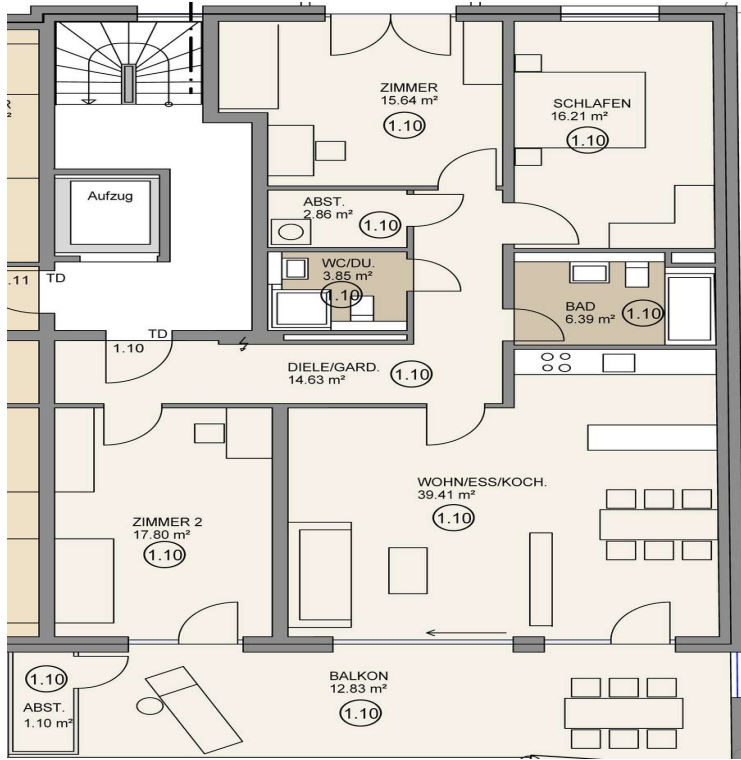 ZIMMER
15.64 m²
1.10
SCHLAFEN
16.21 m²
1.10
R
²
Aufzug
ABST.
2.86 m²
1.10
WC/DU.
3.85 m²
1.10
BAD
6.39 m²
1.10
.11
TD
TD
1.10
DIELE/GARD.
14.63 m²
1.10
WOHN/ESS/KOCH.
39.41 m²
1.10
ZIMMER 2
17.80 m²
1.10
1.10
ABST.
1.10 m²
BALKON
12.83 m²
1.10